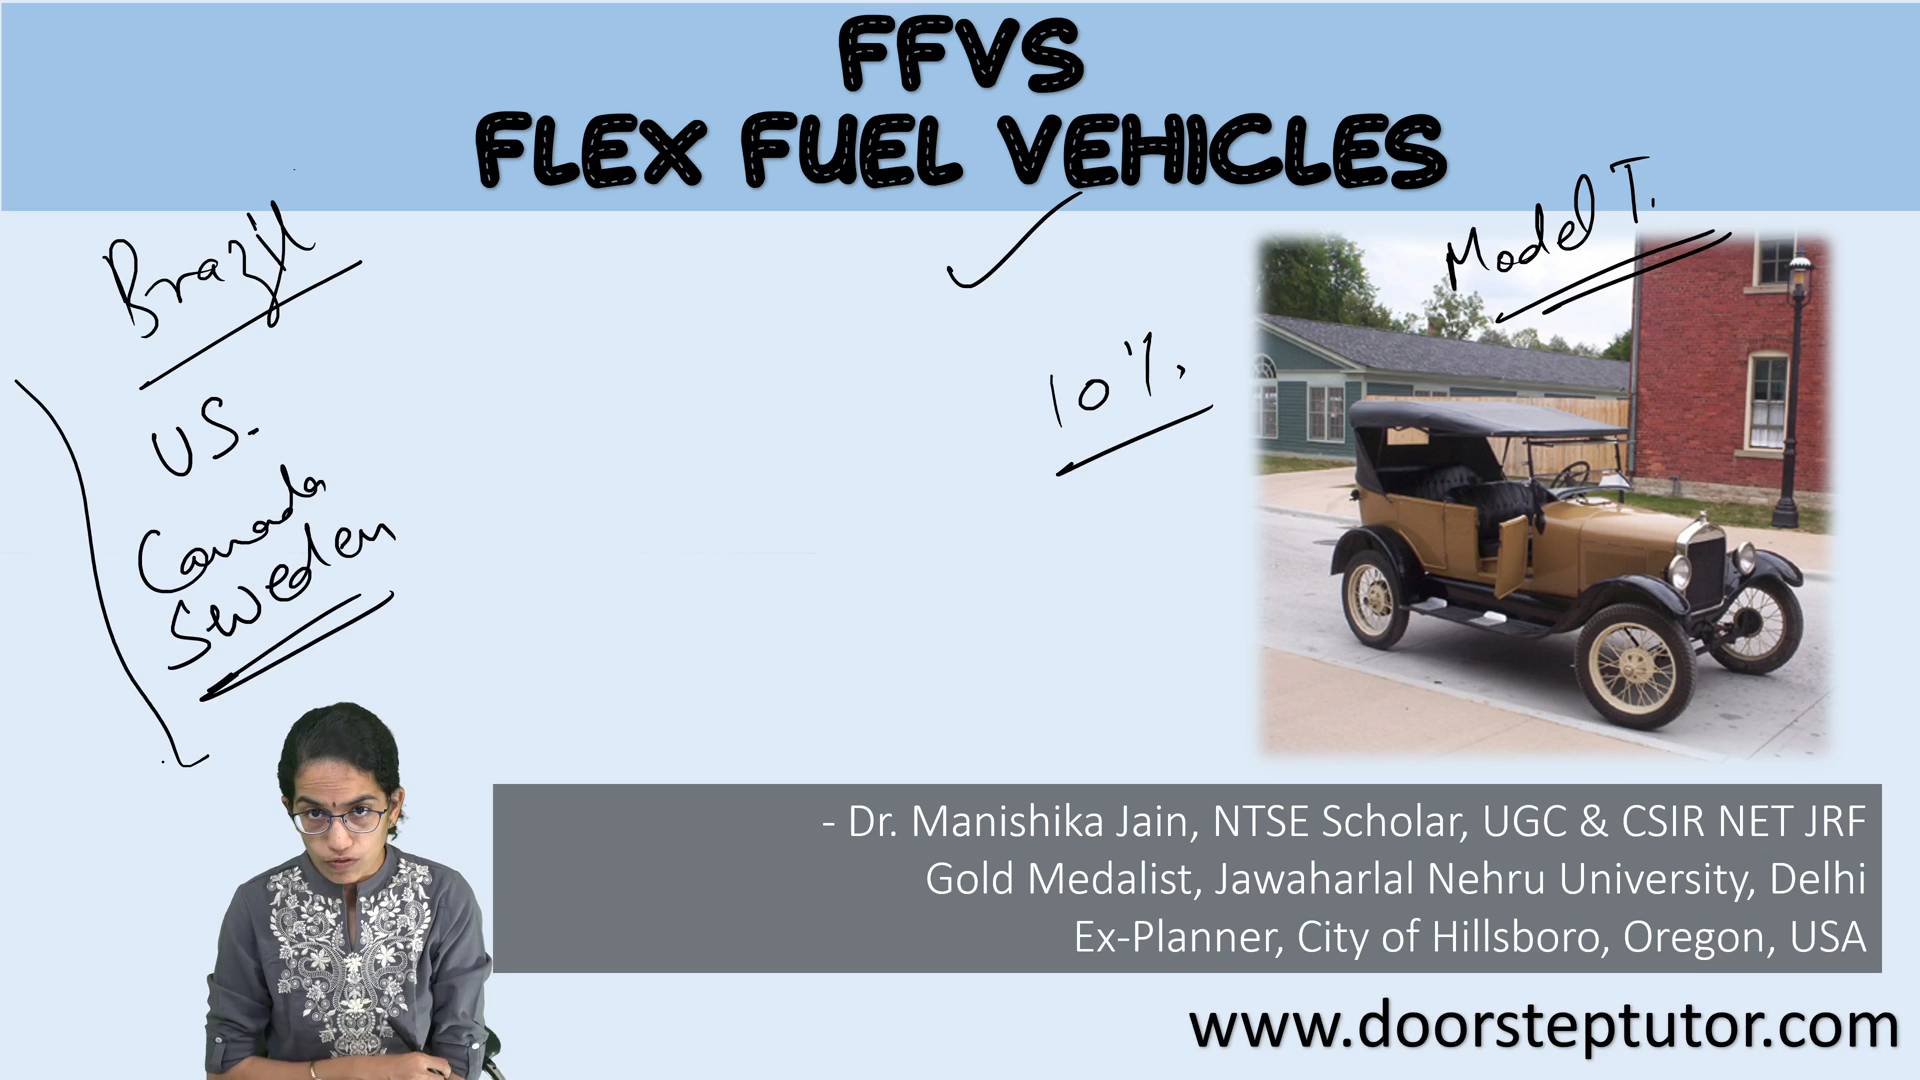 FFVS
FLEX FUEL VEHICLES
Model T.
Brazil
10%
US.
Canada
Sweden
- Dr. Manishika Jain, NTSE Scholar, UGC & CSIR NET JRF
Gold Medalist, Jawaharlal Nehru University, Delhi
Ex-Planner, City of Hillsboro, Oregon, USA
www.doorsteptutor.com